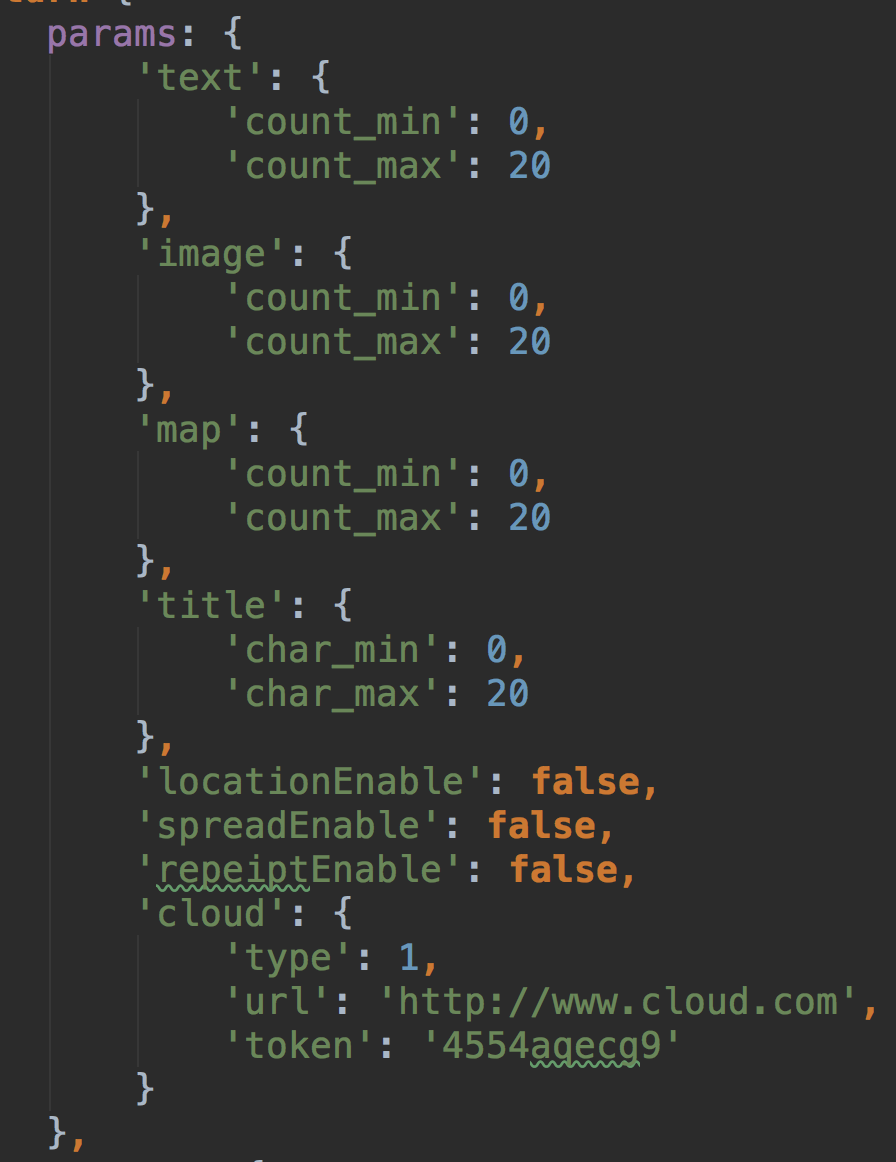 params: {
'text': {
'count_min': 0,
'count_max': 20
},
'image': {
'count_min': 0,
'count_max': 20
},
'map': {
'count_min': 0,
'count_max': 20
},
'title': {
'char_min': 0,
'char_max': 20
},
'locationEnable': false,
'spreadEnable': false,
'repeiptEnable': false,
'cloud': {
'type': 1,
'url': 'http://www.cloud.com',
'token': '4554aqecg9'
}
},